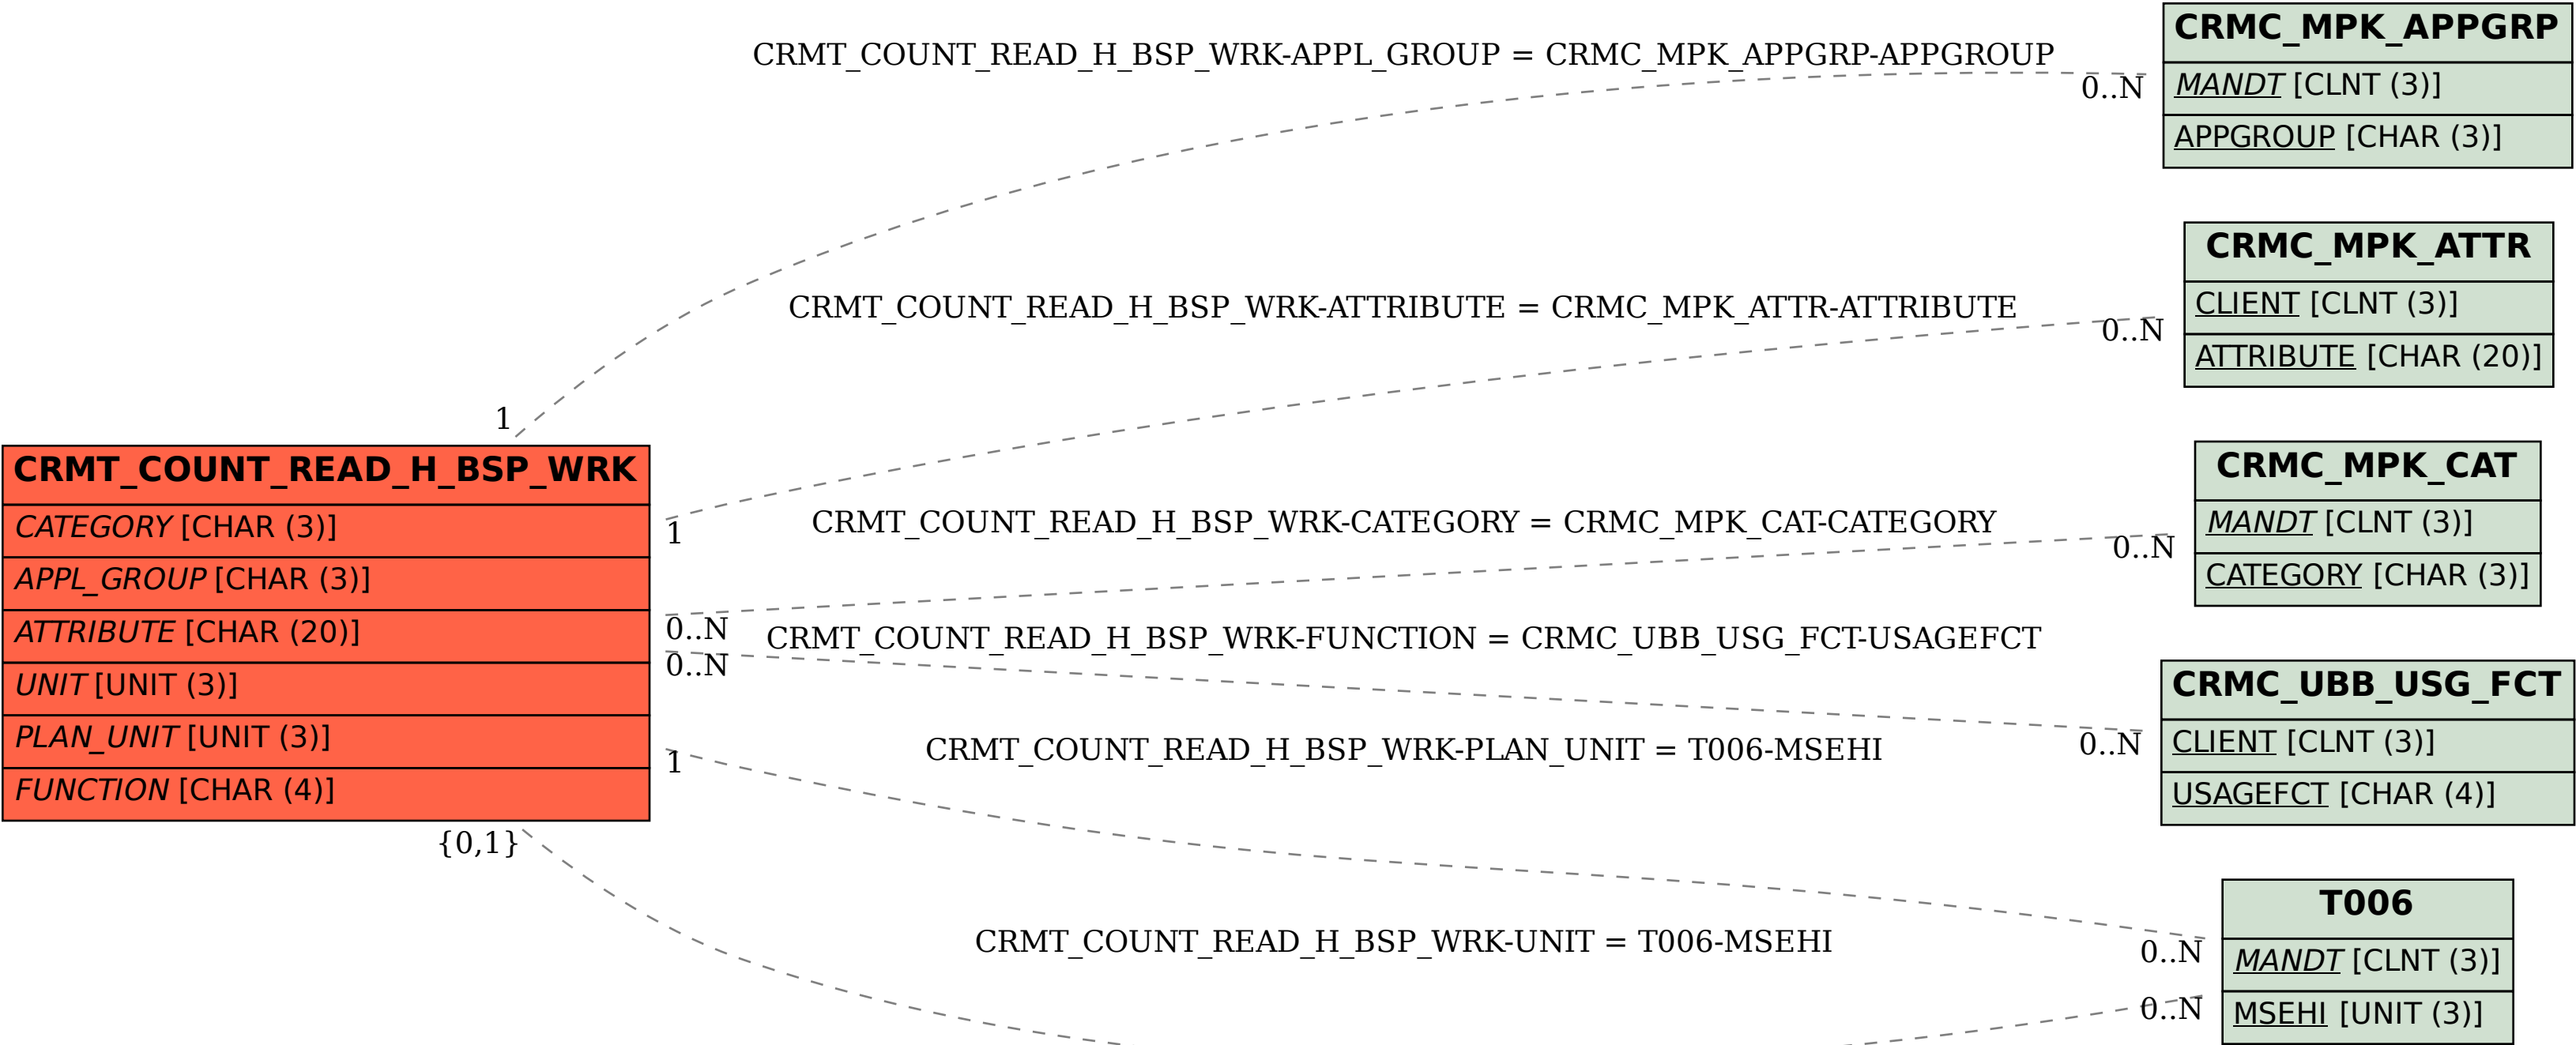 CRMC_MPK_APPGRP
MANDT [CLNT (3)]
APPGROUP [CHAR (3)]
CRMT_COUNT_READ_H_BSP_WRK-APPL_GROUP = CRMC_MPK_APPGRP-APPGROUP
0..N
1
CRMC_MPK_ATTR
CLIENT [CLNT (3)]
ATTRIBUTE [CHAR (20)]
CRMT_COUNT_READ_H_BSP_WRK-ATTRIBUTE = CRMC_MPK_ATTR-ATTRIBUTE
0..N
1
CRMT_COUNT_READ_H_BSP_WRK
CATEGORY [CHAR (3)]
APPL_GROUP [CHAR (3)]
ATTRIBUTE [CHAR (20)]
UNIT [UNIT (3)]
PLAN_UNIT [UNIT (3)]
FUNCTION [CHAR (4)]
CRMC_MPK_CAT
MANDT [CLNT (3)]
CATEGORY [CHAR (3)]
CRMT_COUNT_READ_H_BSP_WRK-CATEGORY = CRMC_MPK_CAT-CATEGORY
0..N
0..N
CRMT_COUNT_READ_H_BSP_WRK-FUNCTION = CRMC_UBB_USG_FCT-USAGEFCT
0..N
0..N
CRMC_UBB_USG_FCT
CLIENT [CLNT (3)]
USAGEFCT [CHAR (4)]
CRMT_COUNT_READ_H_BSP_WRK-PLAN_UNIT = T006-MSEHI
1
0..N
{0,1}
CRMT_COUNT_READ_H_BSP_WRK-UNIT = T006-MSEHI
0..N
T006
MANDT [CLNT (3)]
MSEHI [UNIT (3)]